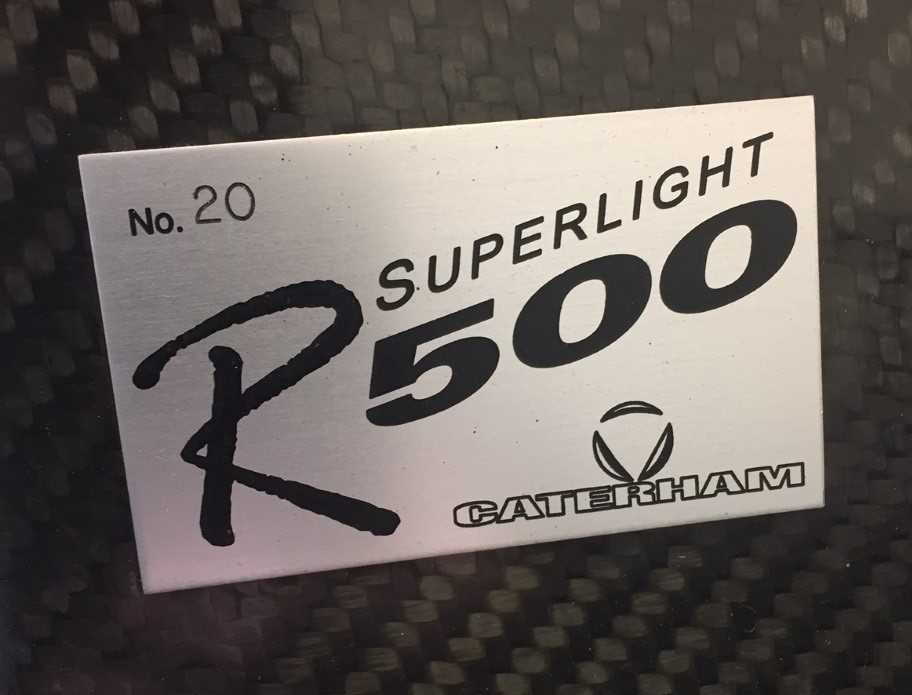 No. 20
SUPERLIGHT
R500
CATERHAM